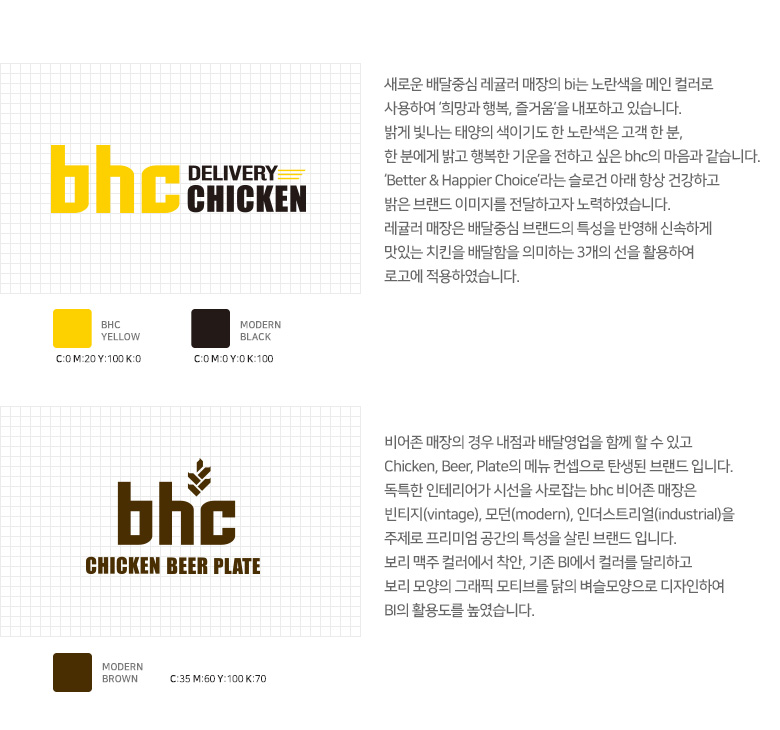 bhc DELIVERY
CHICKEN
새로운 배달중심 레귤러 매장의 bi는 노란색을 메인 컬러로
사용하여 ‘희망과 행복, 즐거움’을 내포하고 있습니다.
밝게 빛나는 태양의 색이기도 한 노란색은 고객 한 분,
한 분에게 밝고 행복한 기운을 전하고 싶은 bhc의 마음과 같습니다.
‘Better & Happier Choice’라는 슬로건 아래 항상 건강하고
밝은 브랜드 이미지를 전달하고자 노력하였습니다.
레귤러 매장은 배달중심 브랜드의 특성을 반영해 신속하게
맛있는 치킨을 배달함을 의미하는 3개의 선을 활용하여
로고에 적용하였습니다.
BHC
YELLOW
C:0 M:20 Y:100 K:0
MODERN
BLACK
C:0 M:0 Y:0 K:100
bhc
CHICKEN BEER PLATE
비어존 매장의 경우 내점과 배달영업을 함께 할 수 있고
Chicken, Beer, Plate의 메뉴 컨셉으로 탄생된 브랜드 입니다.
독특한 인테리어가 시선을 사로잡는 bhc 비어존 매장은
빈티지(vintage), 모던(modern), 인더스트리얼(industrial)을
주제로 프리미엄 공간의 특성을 살린 브랜드 입니다.
보리 맥주 컬러에서 착안, 기존 BI에서 컬러를 달리하고
보리 모양의 그래픽 모티브를 닭의 벼슬모양으로 디자인하여
BI의 활용도를 높였습니다.
MODERN
BROWN
C:35 M:60 Y:100 K:70